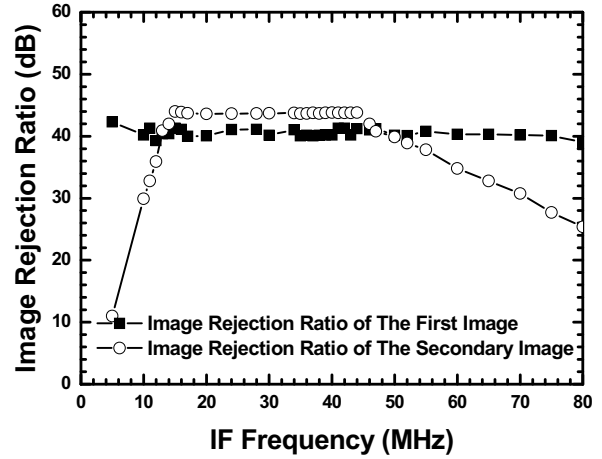 Image Rejection Ratio (dB)
60
50
40
30
20
10
0
Image Rejection Ratio of The First Image
Image Rejection Ratio of The Secondary Image
0 10 20 30 40 50 60 70 80
IF Frequency (MHz)